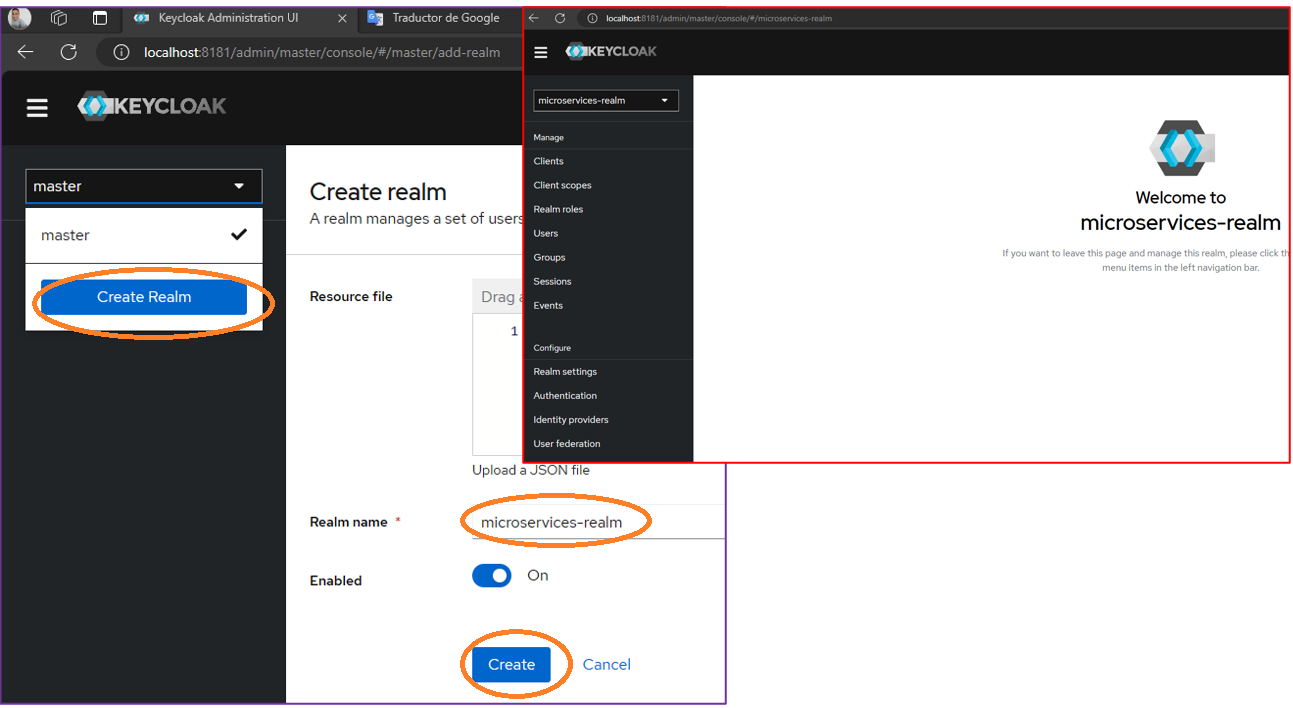 Keycloak Administration UI
Traductor de Google
localhost:8181/admin/master/console/#/master/add-realm
KEYCLOAK
master
master
Create Realm
Create realm
A realm manages a set of users
Resource file
Drag
1
Upload a JSON file
Realm name *
microservices-realm
Enabled
On
Create
Cancel
localhost:8181/admin/master/console/#/microservices-realm
KEYCLOAK
microservices-realm
Manage
Clients
Client scopes
Realm roles
Users
Groups
Sessions
Events
Configure
Realm settings
Authentication
Identity providers
User federation
Welcome to
microservices-realm
If you want to leave this page and manage this realm, please click
menu items in the left navigation bar.